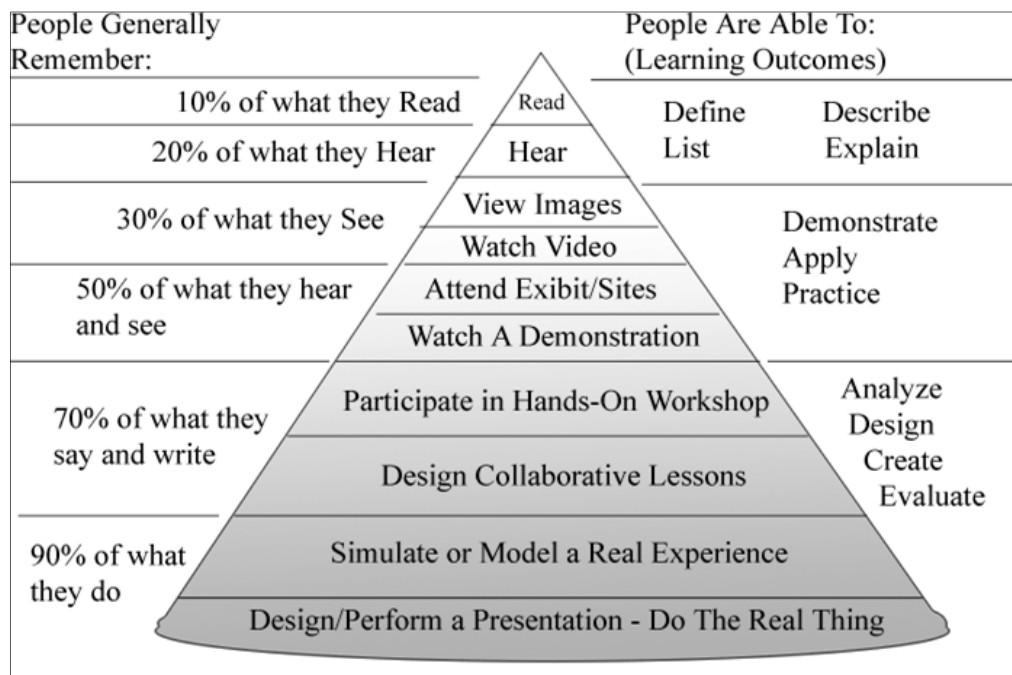 People Generally
Remember:
People Are Able To:
(Learning Outcomes)
10% of what they Read
Read
Define
Describe
List
Explain
20% of what they Hear
Hear
30% of what they See
View Images
Watch Video
Demonstrate
Apply
Practice
50% of what they hear
and see
Attend Exibit/Sites
Watch A Demonstration
70% of what they
say and write
Participate in Hands-On Workshop
Design Collaborative Lessons
Analyze
Design
Create
Evaluate
90% of what
they do
Simulate or Model a Real Experience
Design/Perform a Presentation - Do The Real Thing